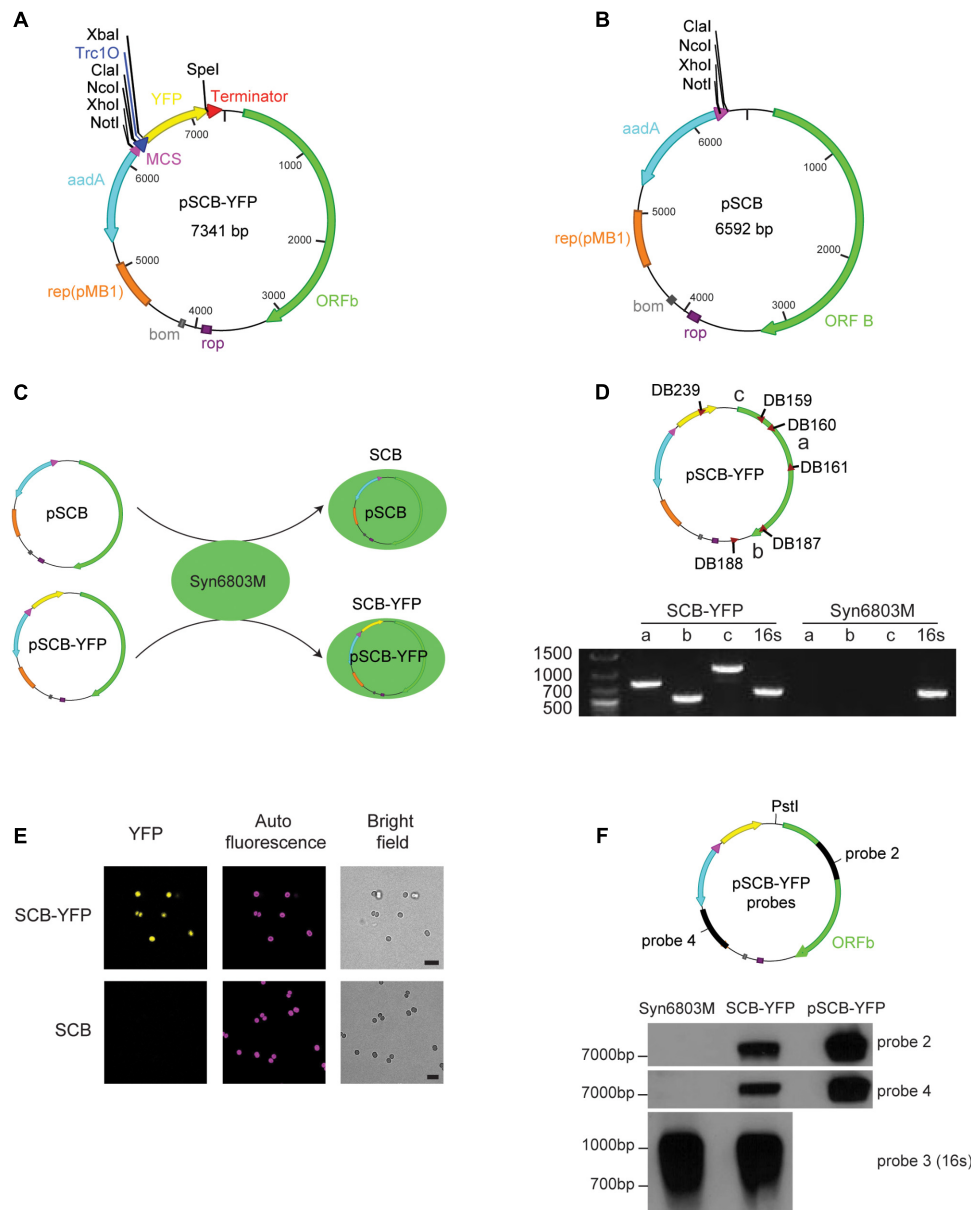 A
XbaI
Trc1O
ClaI
NcoI
XhoI
NotI
SpeI
YFP
Terminator
MCS
aadA
7000
6000
1000
pSCB-YFP
7341 bp
2000
5000
rep(pMB1)
3000
4000
ORFb
bom
rop
B
ClaI
NcoI
XhoI
NotI
aadA
6000
1000
5000
pSCB
6592 bp
rep(pMB1)
2000
4000
3000
bom
rop
ORF B
C
pSCB
pSCB-YFP
Syn6803M
SCB
pSCB
SCB-YFP
pSCB-YFP
D
DB239
c
DB159
DB160
a
pSCB-YFP
DB161
DB187
b
DB188
SCB-YFP
Syn6803M
a b c 16s
a b c 16s
1500
1000
700
500
E
YFP
Auto
fluorescence
Bright
field
SCB-YFP
SCB
F
PstI
probe 2
pSCB-YFP
probes
probe 4
ORFb
Syn6803M SCB-YFP pSCB-YFP
7000bp
probe 2
7000bp
probe 4
1000bp
700bp
probe 3 (16s)